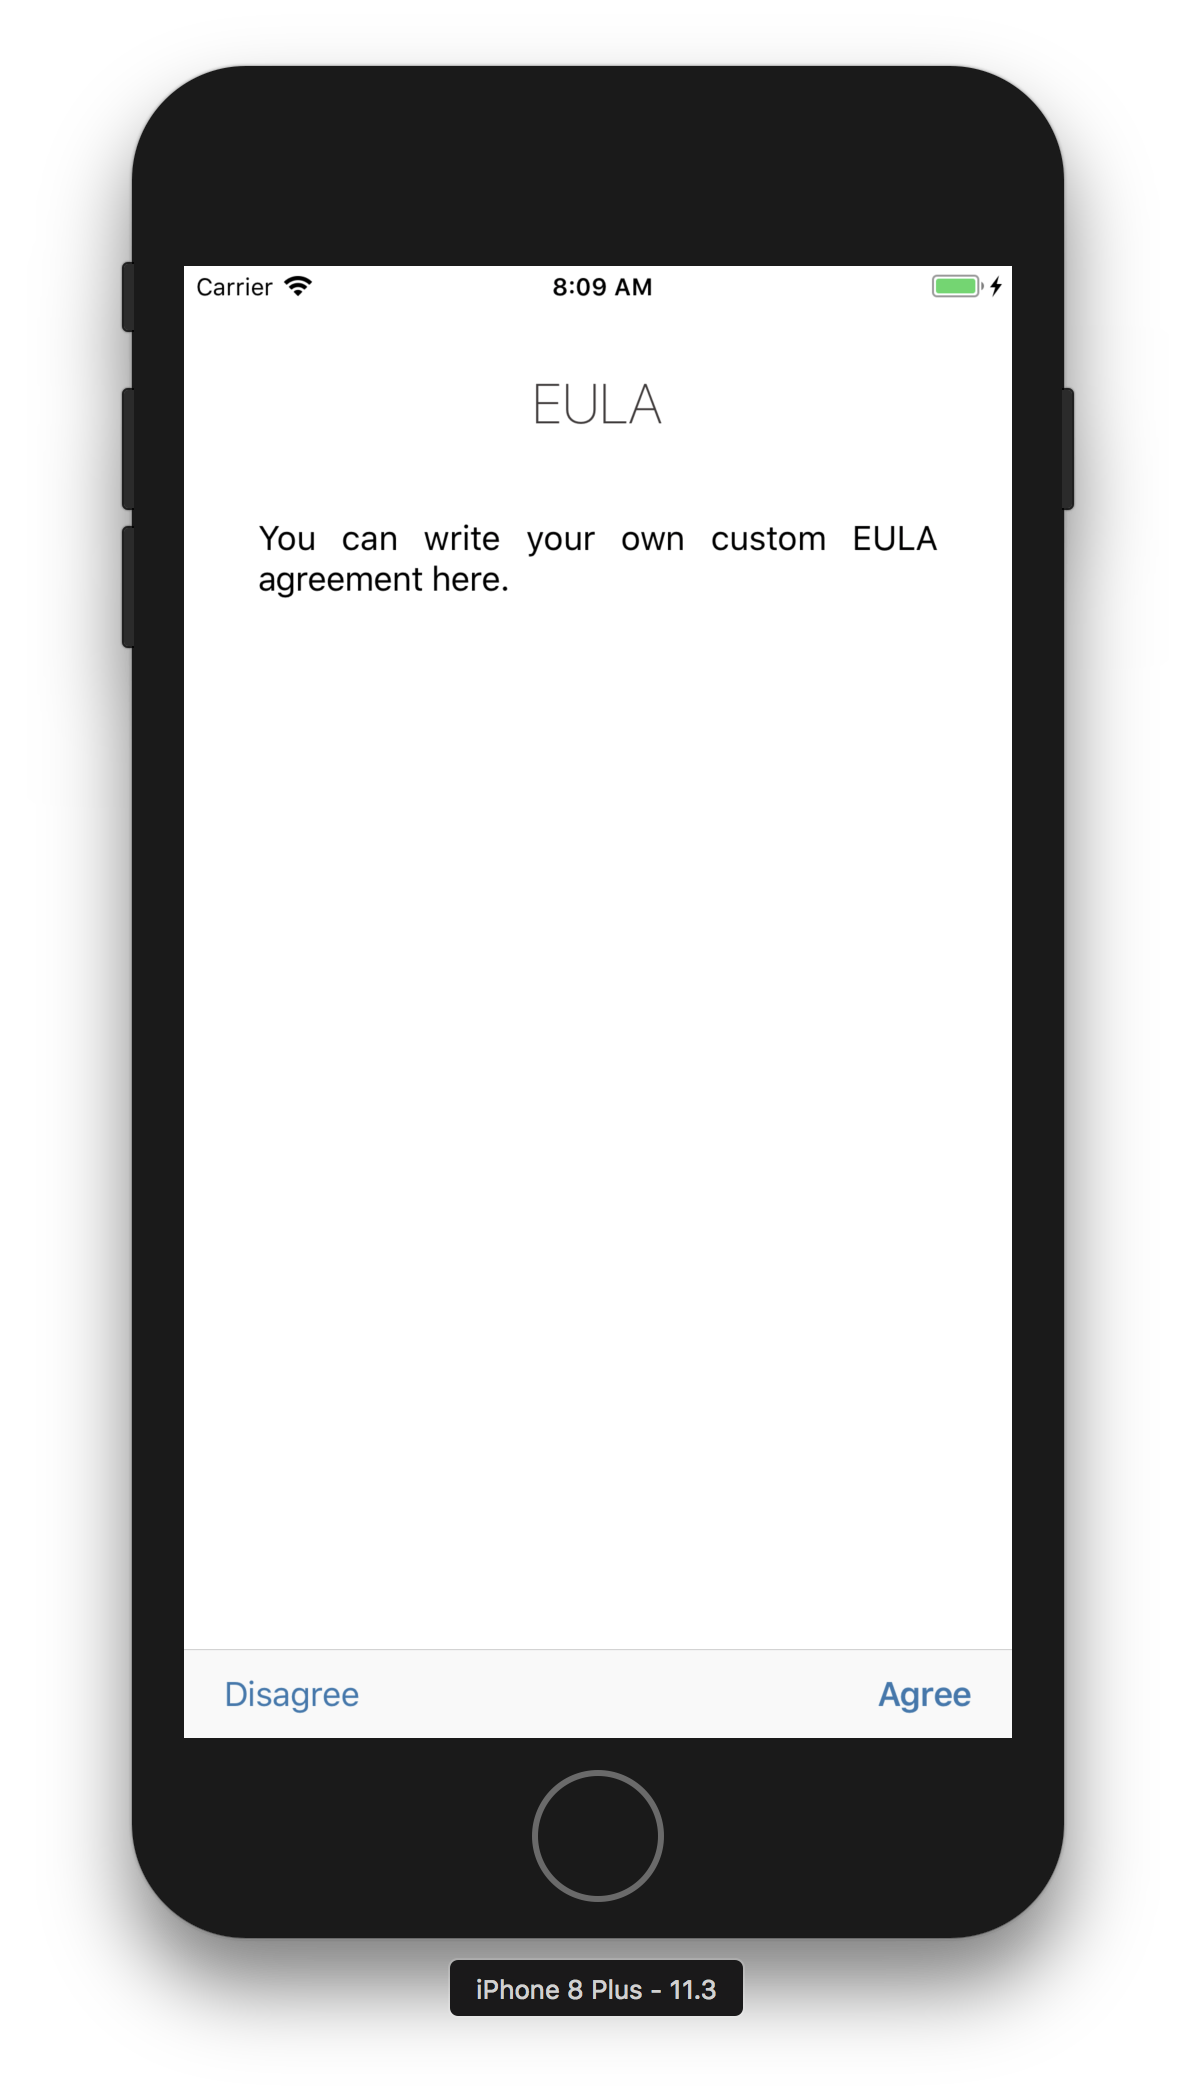 Carrier
8:09 AM
EULA
You can write your own custom EULA
agreement here.
Disagree
Agree
iPhone 8 Plus - 11.3